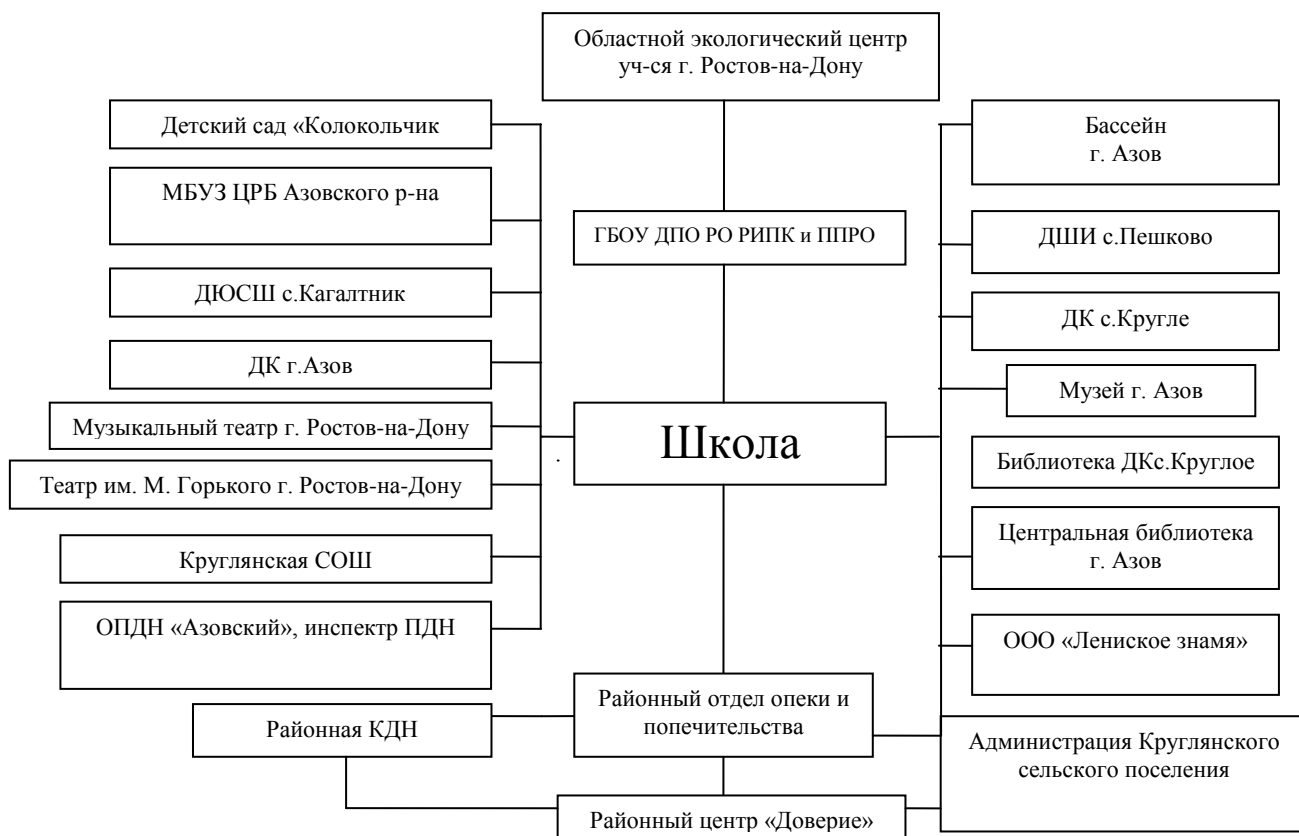 Областной экологический центр
уч-ся г. Ростов-на-Дону
Детский сад «Колокольчик
МБУЗ ЦРБ Азовского р-на
ДЮСШ с.Кагалтник
ДК г.Азов
Музыкальный театр г. Ростов-на-Дону
Театр им. М. Горького г. Ростов-на-Дону
Круглянская СОШ
ОПДН «Азовский», инспектр ПДН
Районная КДН
ГБОУ ДПО РО РИПК и ППРО
Школа
.
Районный отдел опеки и
попечительства
Районный центр «Доверие»
Бассейн
г. Азов
ДШИ с.Пешково
ДК с.Кругле
Музей г. Азов
Библиотека ДКс.Круглое
Центральная библиотека
г. Азов
ООО «Лениское знамя»
Администрация Круглянского
сельского поселения